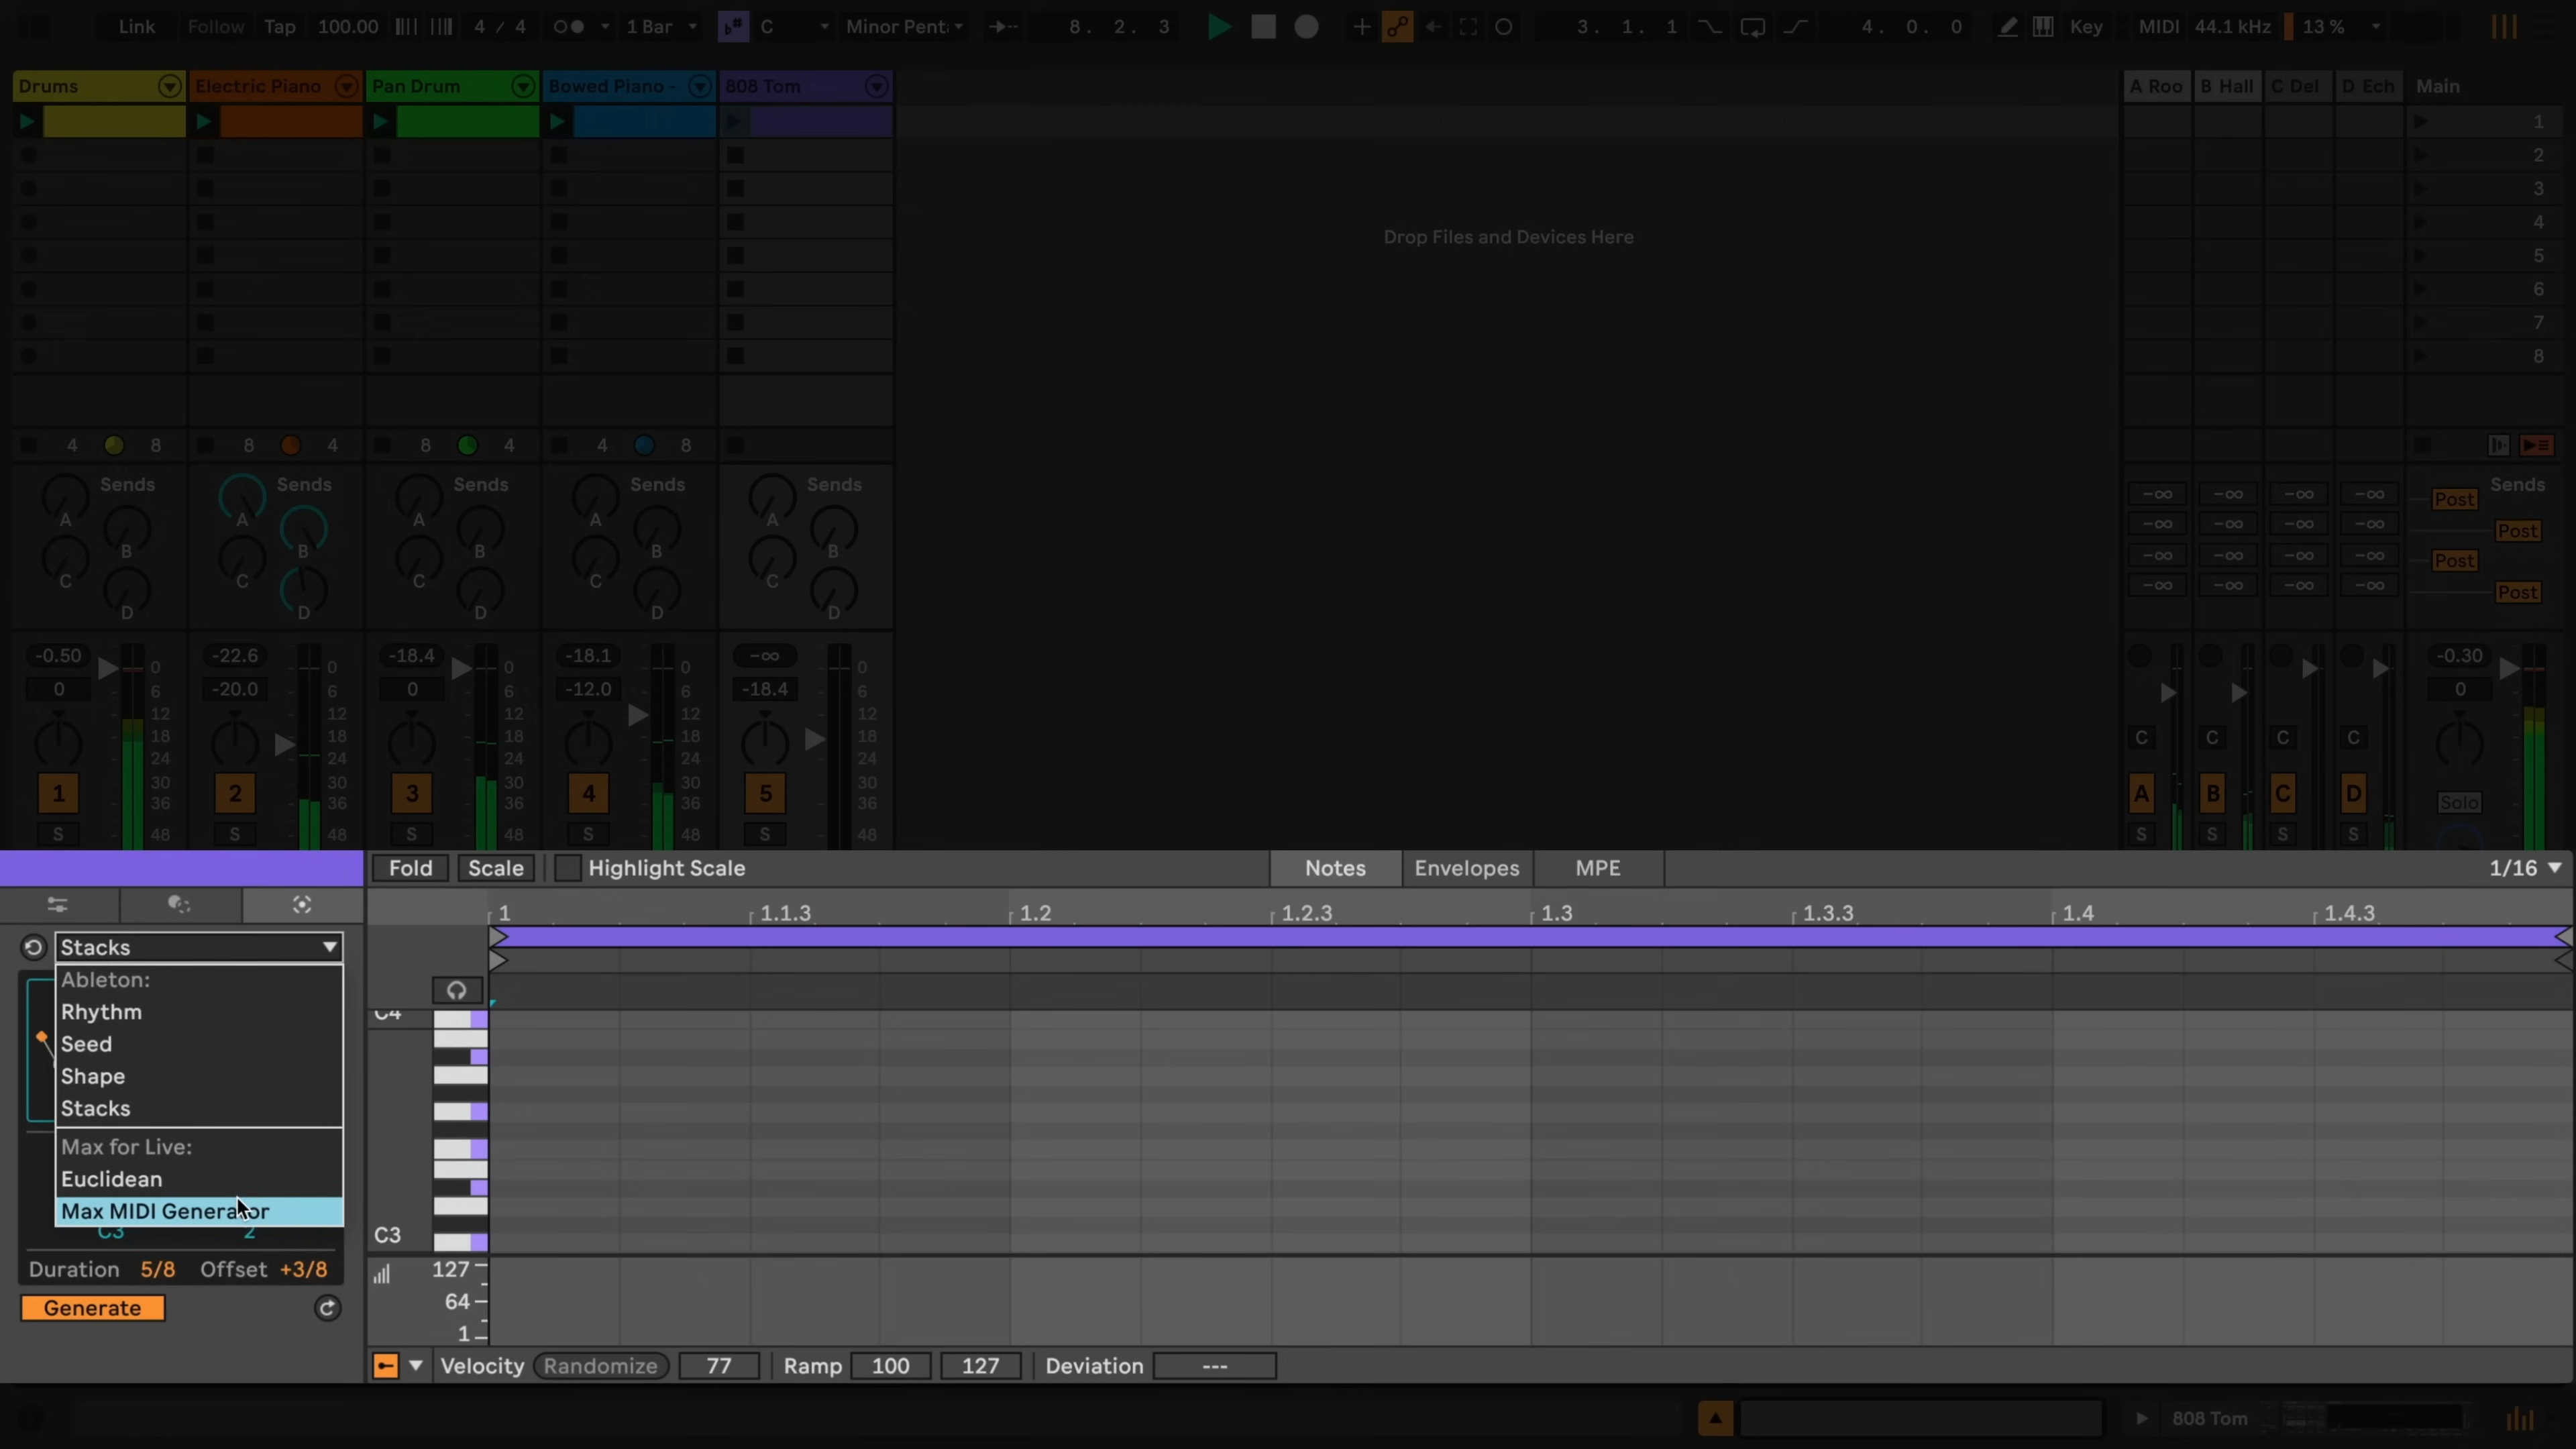 Link Follow Tap 100.00 4 / 4 1 Bar C Minor Pent 8. 2. 3 3. 1. 1 4. 0. 0 Key MIDI 44.1 kHz 13 %
Drums Electric Piano Pan Drum Bowed Piano - 808 Tom A Roo B Hall C Del D Ech Main
1
2
3
4
5
6
7
8
Drop Files and Devices Here
4 8 8 4 8 4 4 8
Sends Sends Sends Sends Sends Sends
A A A A A
B B B B B
C C C C C
D D D D D
-∞ -∞ -∞ -∞ Post
-∞ -∞ -∞ -∞ Post
-∞ -∞ -∞ -∞ Post
-∞ -∞ -∞ -∞ Post
-0.50 0 -22.6 0 -18.4 0 -18.1 0 -∞ 0 -0.30
0 6 -20.0 6 0 6 -12.0 6 -18.4 6 0
12 12 12 12 12
18 18 18 18 18 C C C C
24 24 24 24 24
30 30 30 30 30
1 2 3 4 5 A B C D
36 36 36 36 36 Solo
S 48 S 48 S 48 S 48 S 48 S S S S
Fold Scale Highlight Scale Notes Envelopes MPE 1/16
1 1.1.3 1.2 1.2.3 1.3 1.3.3 1.4 1.4.3
Stacks
Ableton:
Rhythm
Seed
Shape
Stacks
Max for Live:
Euclidean
Max MIDI Generator
C3 2
Duration 5/8 Offset +3/8
Generate
C4
C3
127
64
1
Velocity Randomize 77 Ramp 100 127 Deviation ---
808 Tom